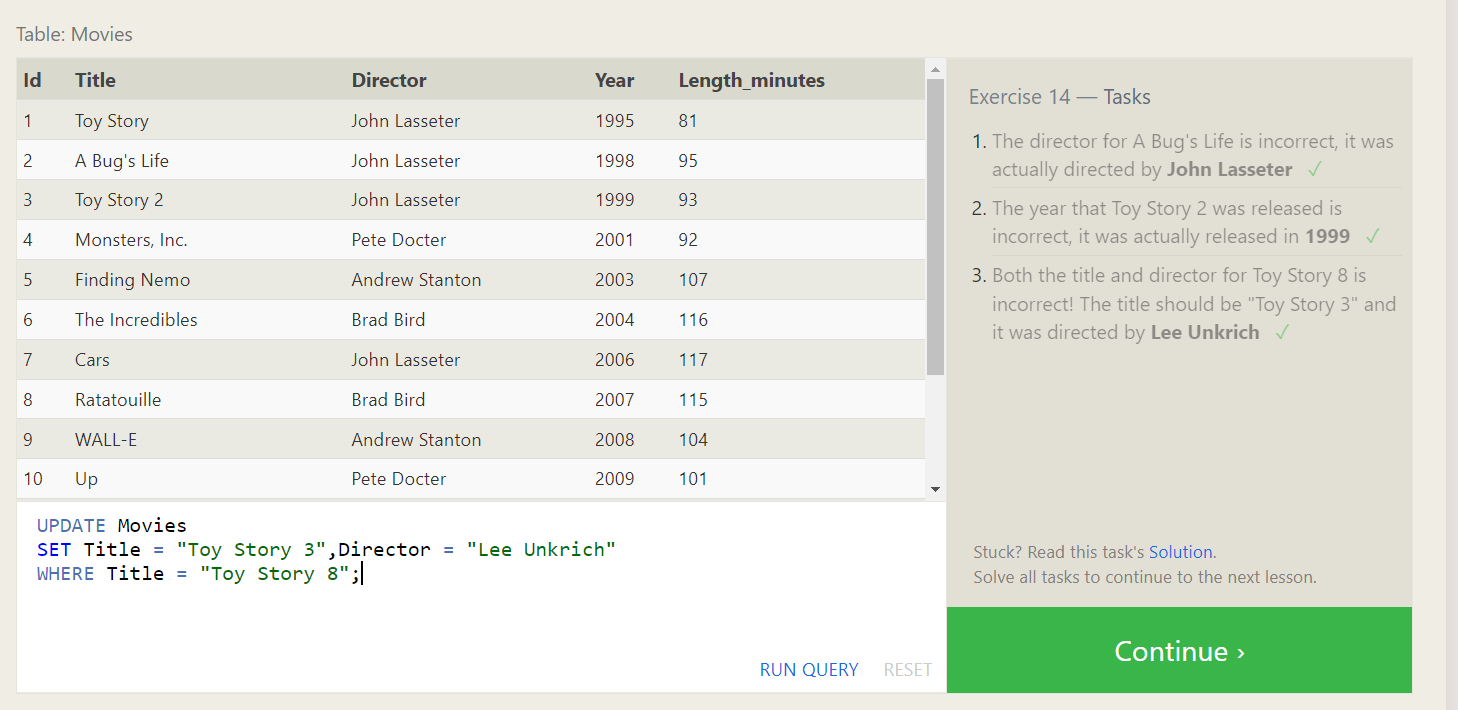 Table: Movies
Id Title Director Year Length_minutes
1 Toy Story John Lasseter 1995 81
2 A Bug's Life John Lasseter 1998 95
3 Toy Story 2 John Lasseter 1999 93
4 Monsters, Inc. Pete Docter 2001 92
5 Finding Nemo Andrew Stanton 2003 107
6 The Incredibles Brad Bird 2004 116
7 Cars John Lasseter 2006 117
8 Ratatouille Brad Bird 2007 115
9 WALL-E Andrew Stanton 2008 104
10 Up Pete Docter 2009 101
UPDATE Movies
SET Title = "Toy Story 3",Director = "Lee Unkrich"
WHERE Title = "Toy Story 8";
RUN QUERY RESET
Exercise 14 — Tasks
1. The director for A Bug's Life is incorrect, it was
actually directed by John Lasseter ✓
2. The year that Toy Story 2 was released is
incorrect, it was actually released in 1999 ✓
3. Both the title and director for Toy Story 8 is
incorrect! The title should be "Toy Story 3" and
it was directed by Lee Unkrich ✓
Stuck? Read this task's Solution.
Solve all tasks to continue to the next lesson.
Continue ›